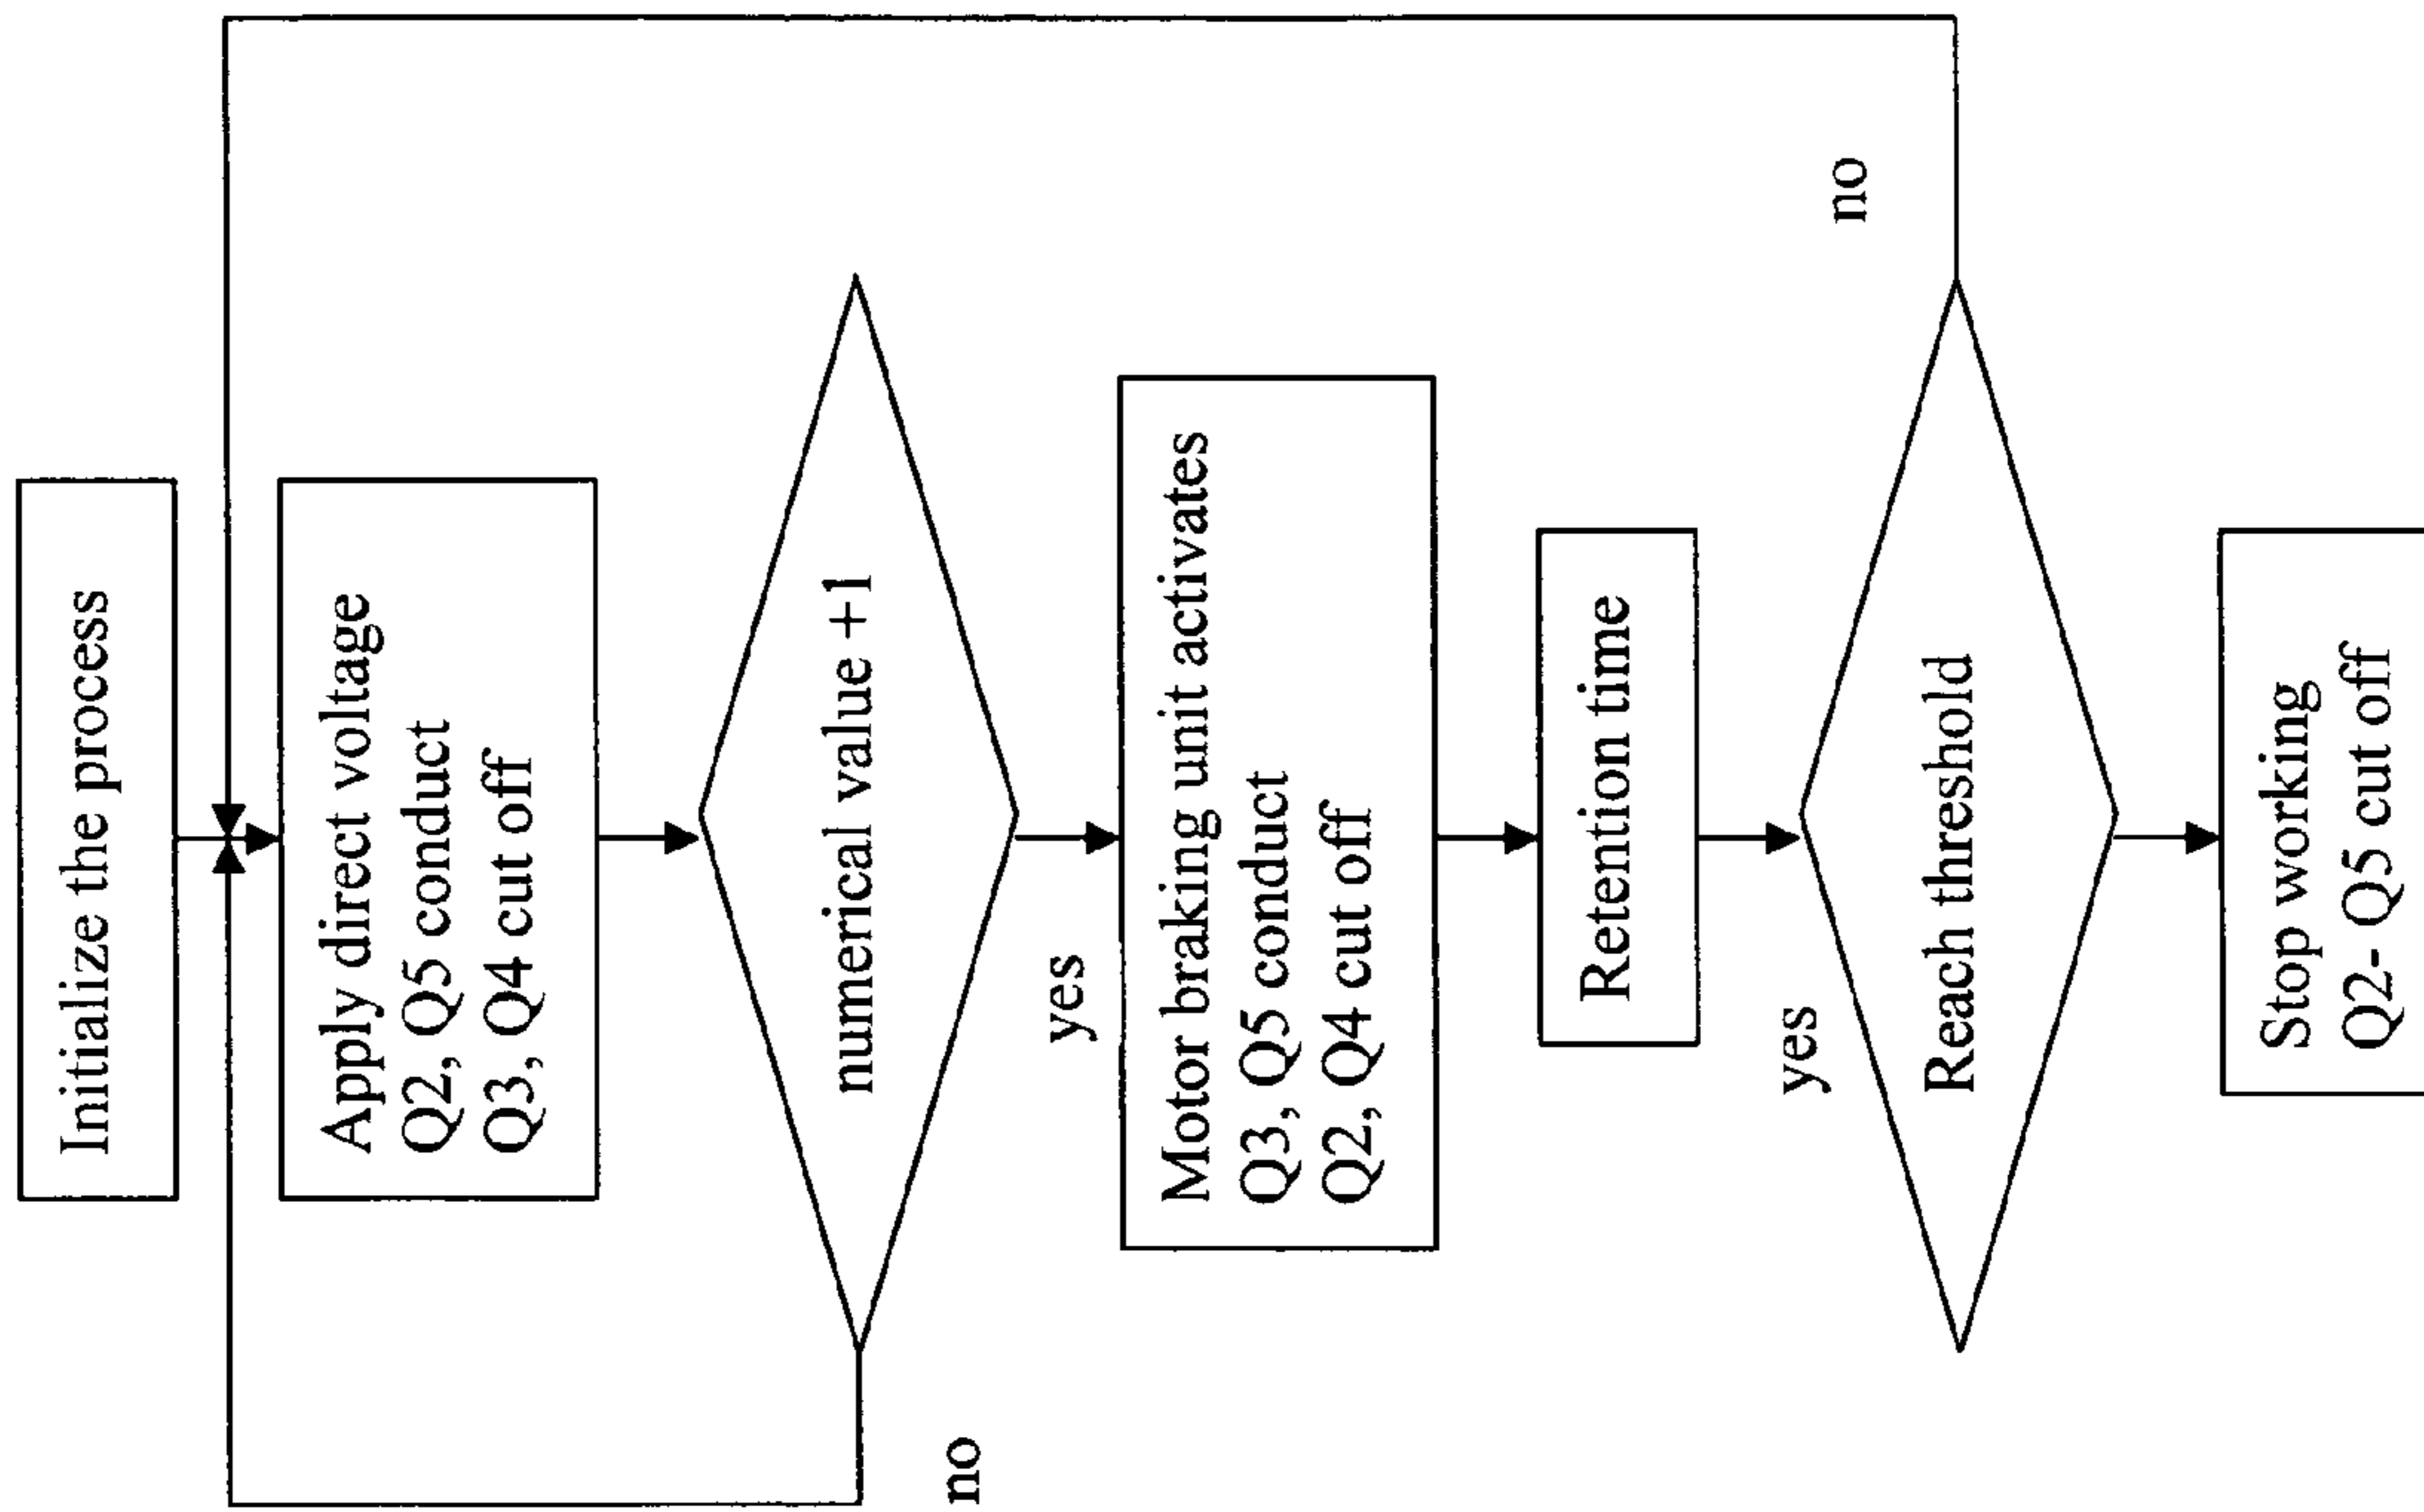 Initialize the process
Apply direct voltage
Q2, Q5 conduct
Q3, Q4 cut off
numerical value +1
no
yes
Motor braking unit activates
Q3, Q5 conduct
Q2, Q4 cut off
Retention time
yes
Reach threshold
no
Stop working
Q2- Q5 cut off